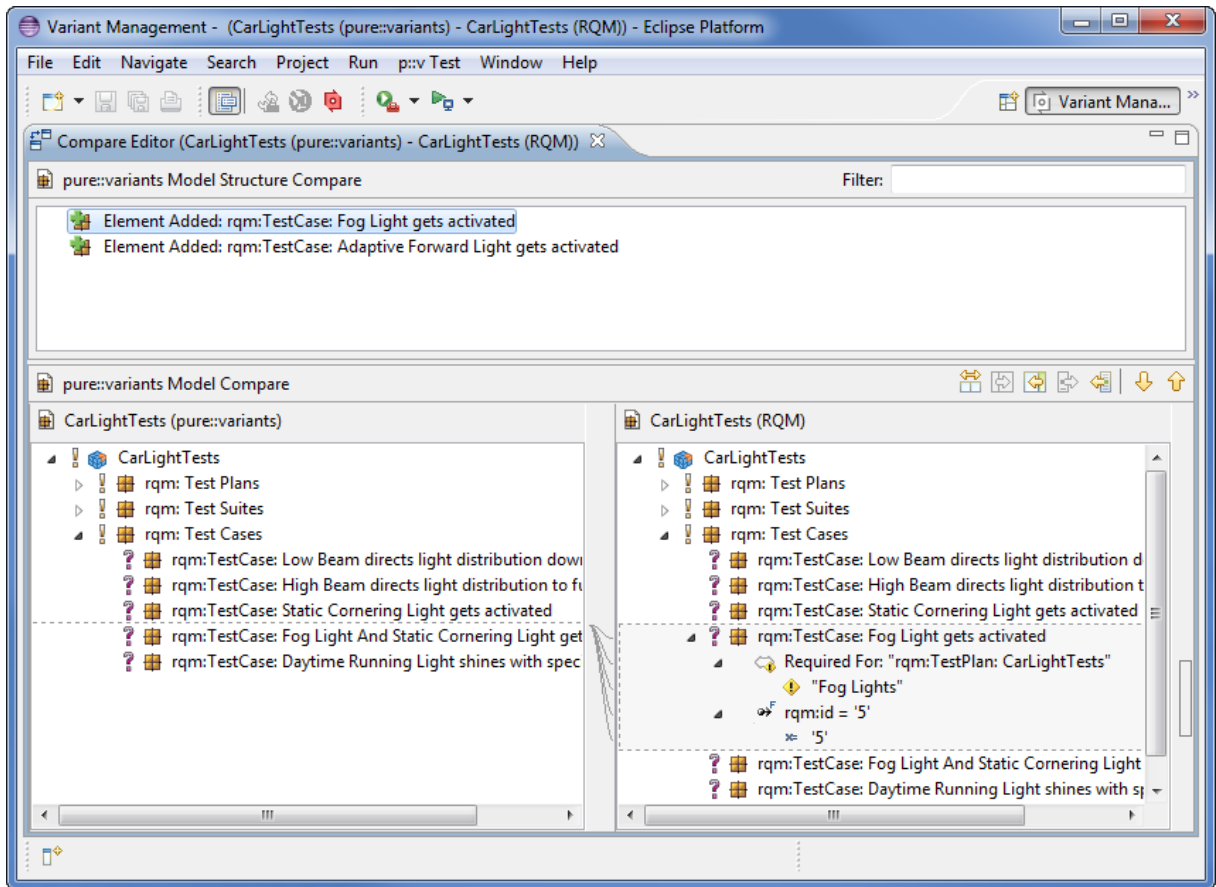 Variant Management - (CarLightTests (pure::variants) - CarLightTests (RQM)) - Eclipse Platform
File Edit Navigate Search Project Run p::v Test Window Help
Variant Mana... »
Compare Editor (CarLightTests (pure::variants) - CarLightTests (RQM))
pure::variants Model Structure Compare Filter:
Element Added: rqm:TestCase: Fog Light gets activated
Element Added: rqm:TestCase: Adaptive Forward Light gets activated
pure::variants Model Compare
CarLightTests (pure::variants)
CarLightTests
rqm: Test Plans
rqm: Test Suites
rqm: Test Cases
rqm:TestCase: Low Beam directs light distribution dow
rqm:TestCase: High Beam directs light distribution to fu
rqm:TestCase: Static Cornering Light gets activated
rqm:TestCase: Fog Light And Static Cornering Light get
rqm:TestCase: Daytime Running Light shines with spec
CarLightTests (RQM)
CarLightTests
rqm: Test Plans
rqm: Test Suites
rqm: Test Cases
rqm:TestCase: Low Beam directs light distribution d
rqm:TestCase: High Beam directs light distribution t
rqm:TestCase: Static Cornering Light gets activated
rqm:TestCase: Fog Light gets activated
Required For: "rqm:TestPlan: CarLightTests"
"Fog Lights"
rqm:id = '5'
'5'
rqm:TestCase: Fog Light And Static Cornering Light
rqm:TestCase: Daytime Running Light shines with sp